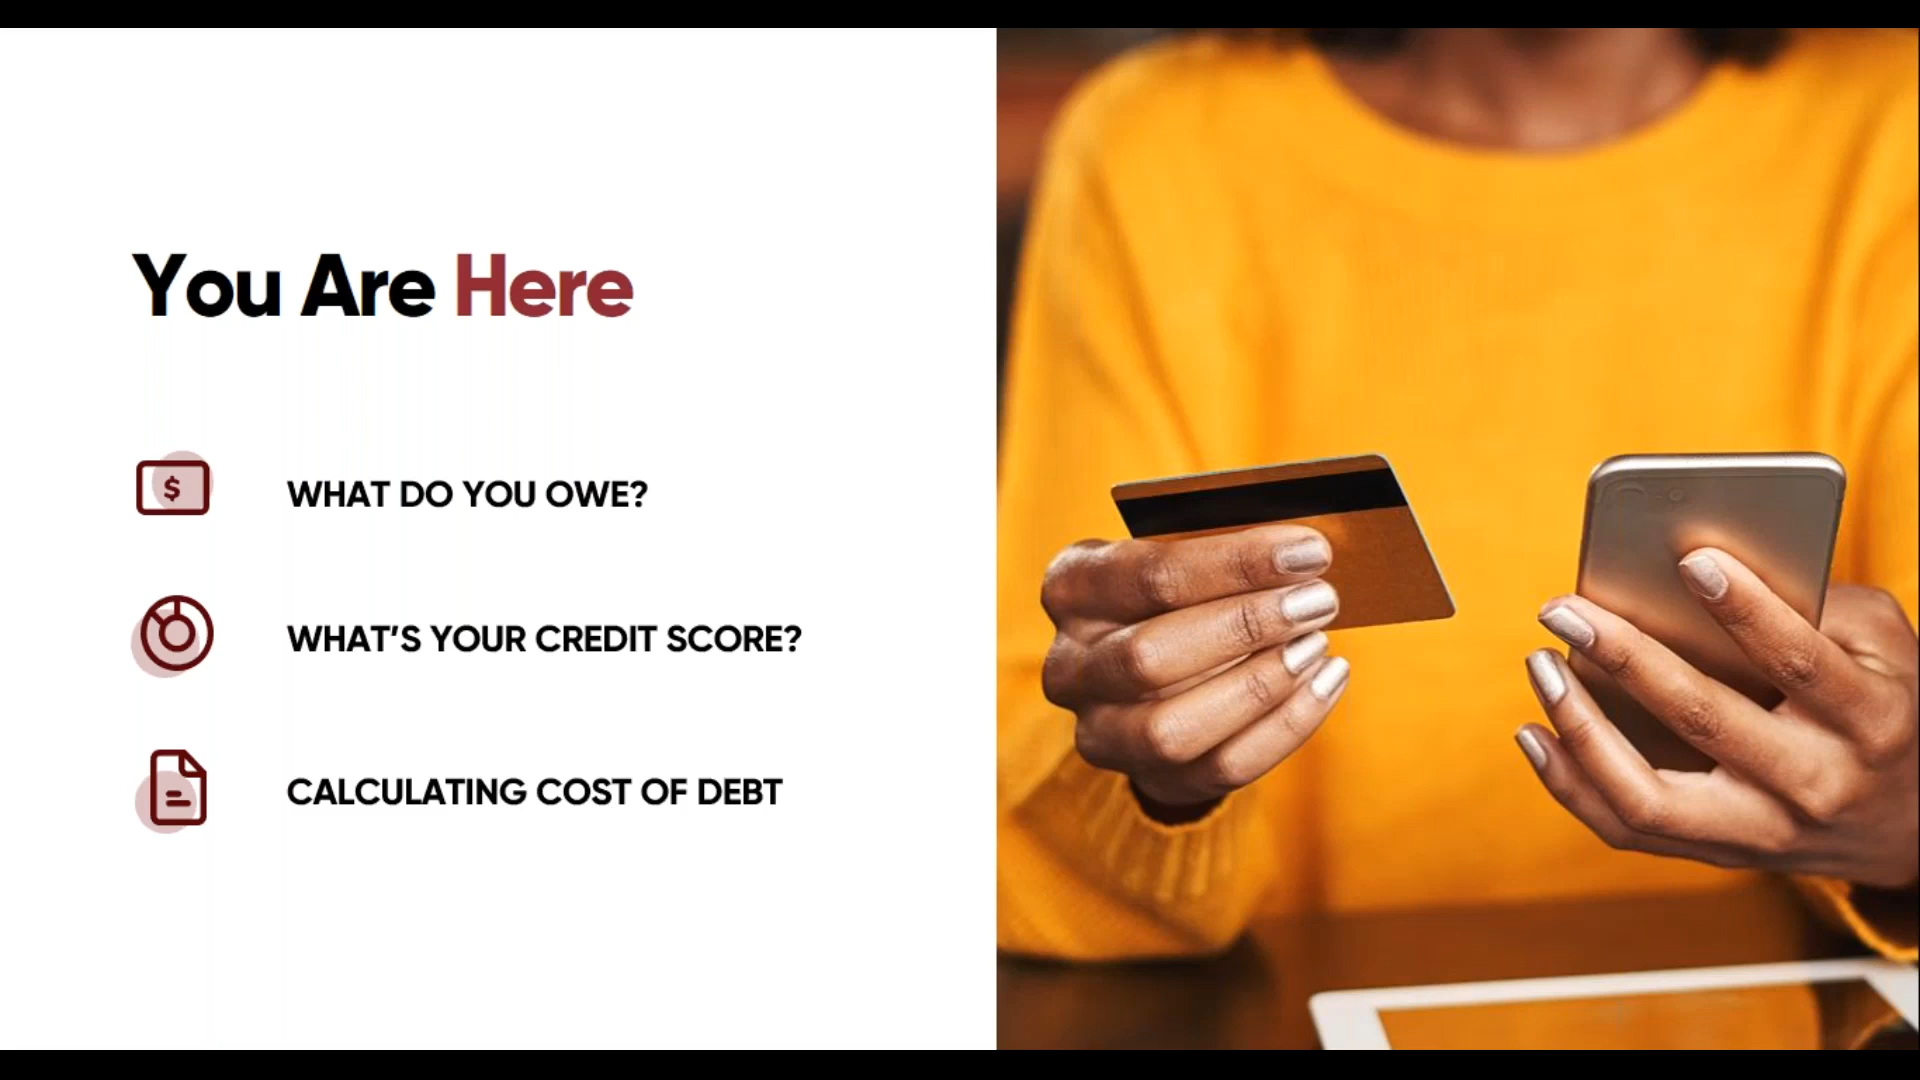 You Are Here
$
WHAT DO YOU OWE?
WHAT'S YOUR CREDIT SCORE?
CALCULATING COST OF DEBT